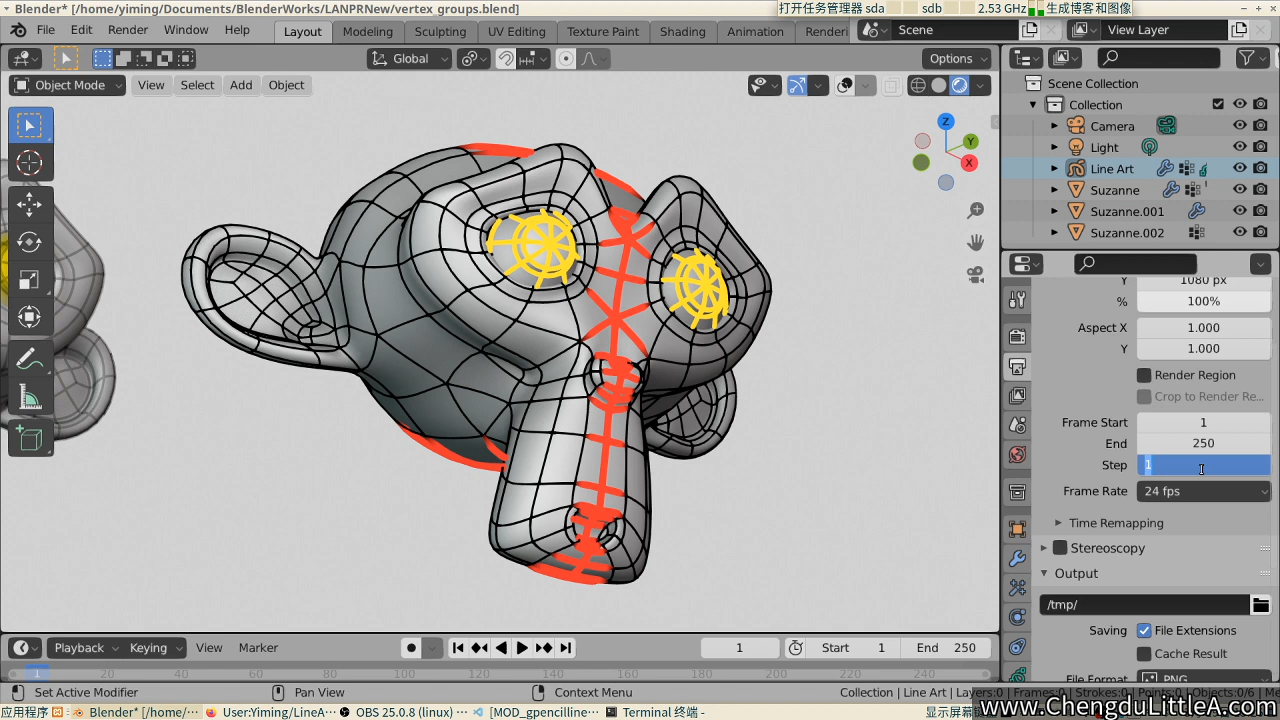 Blender* [/home/yiming/Documents/BlenderWorks/LANPRNew/vertex_groups.blend]
打开任务管理器 sda sdb 2.53 GHz 生成博客和图像
File Edit Render Window Help Layout Modeling Sculpting UV Editing Texture Paint Shading Animation Renderi Scene View Layer
Global Options
Object Mode View Select Add Object
Z
Y
X
Scene Collection
Collection
Camera
Light
Line Art
Suzanne
Suzanne.001
Suzanne.002
Y 1080 px
% 100%
Aspect X 1.000
Y 1.000
Render Region
Crop to Render Re...
Frame Start 1
End 250
Step 1
Frame Rate 24 fps
Time Remapping
Stereoscopy
Output
/tmp/
Saving File Extensions
Cache Result
File Format PNG
Playback Keying View Marker 1 Start 1 End 250
1 20 40 60 80 100 120 140 160 180 200 220 240
Set Active Modifier Pan View Context Menu Collection | Line Art | Layers:0 | Frames:0 | Strokes:0 | Points:0 | Objects:0/6 | Me
www.ChengduLittleA.com
应用程序 Blender* [/home/... User:Yiming/LineA... OBS 25.0.8 (linux) ... [MOD_gpencilline... Terminal 终端 - 显示屏幕键